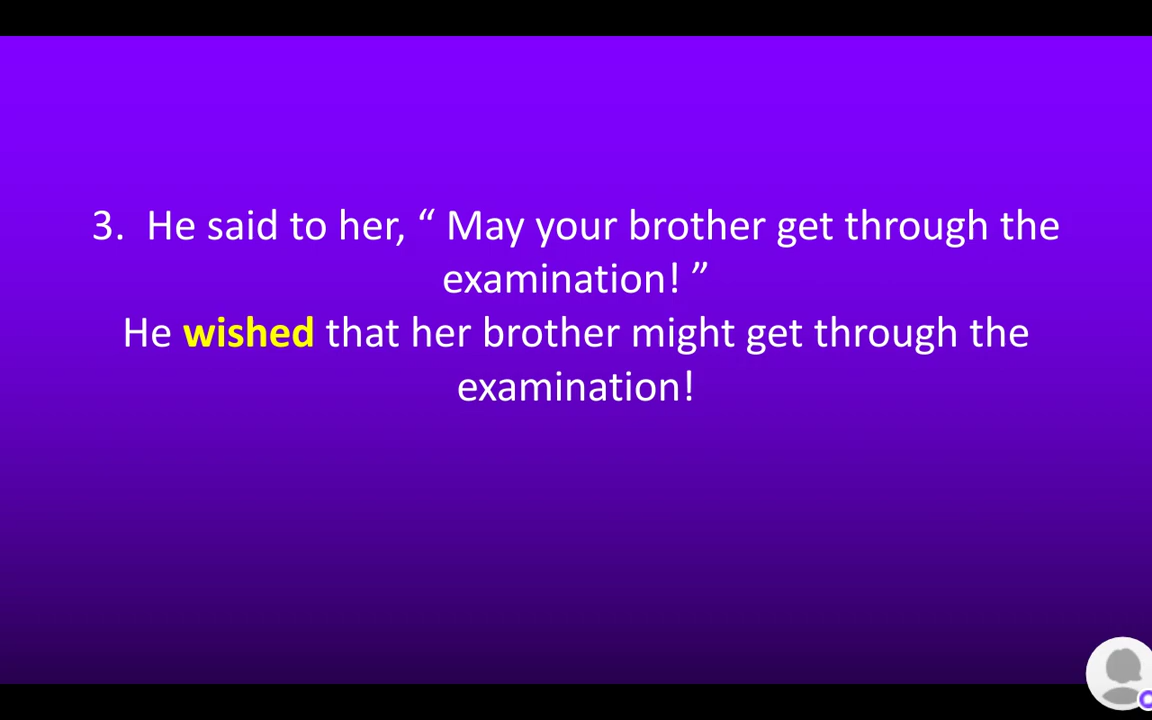 3. He said to her, “ May your brother get through the
examination! ”
He wished that her brother might get through the
examination!